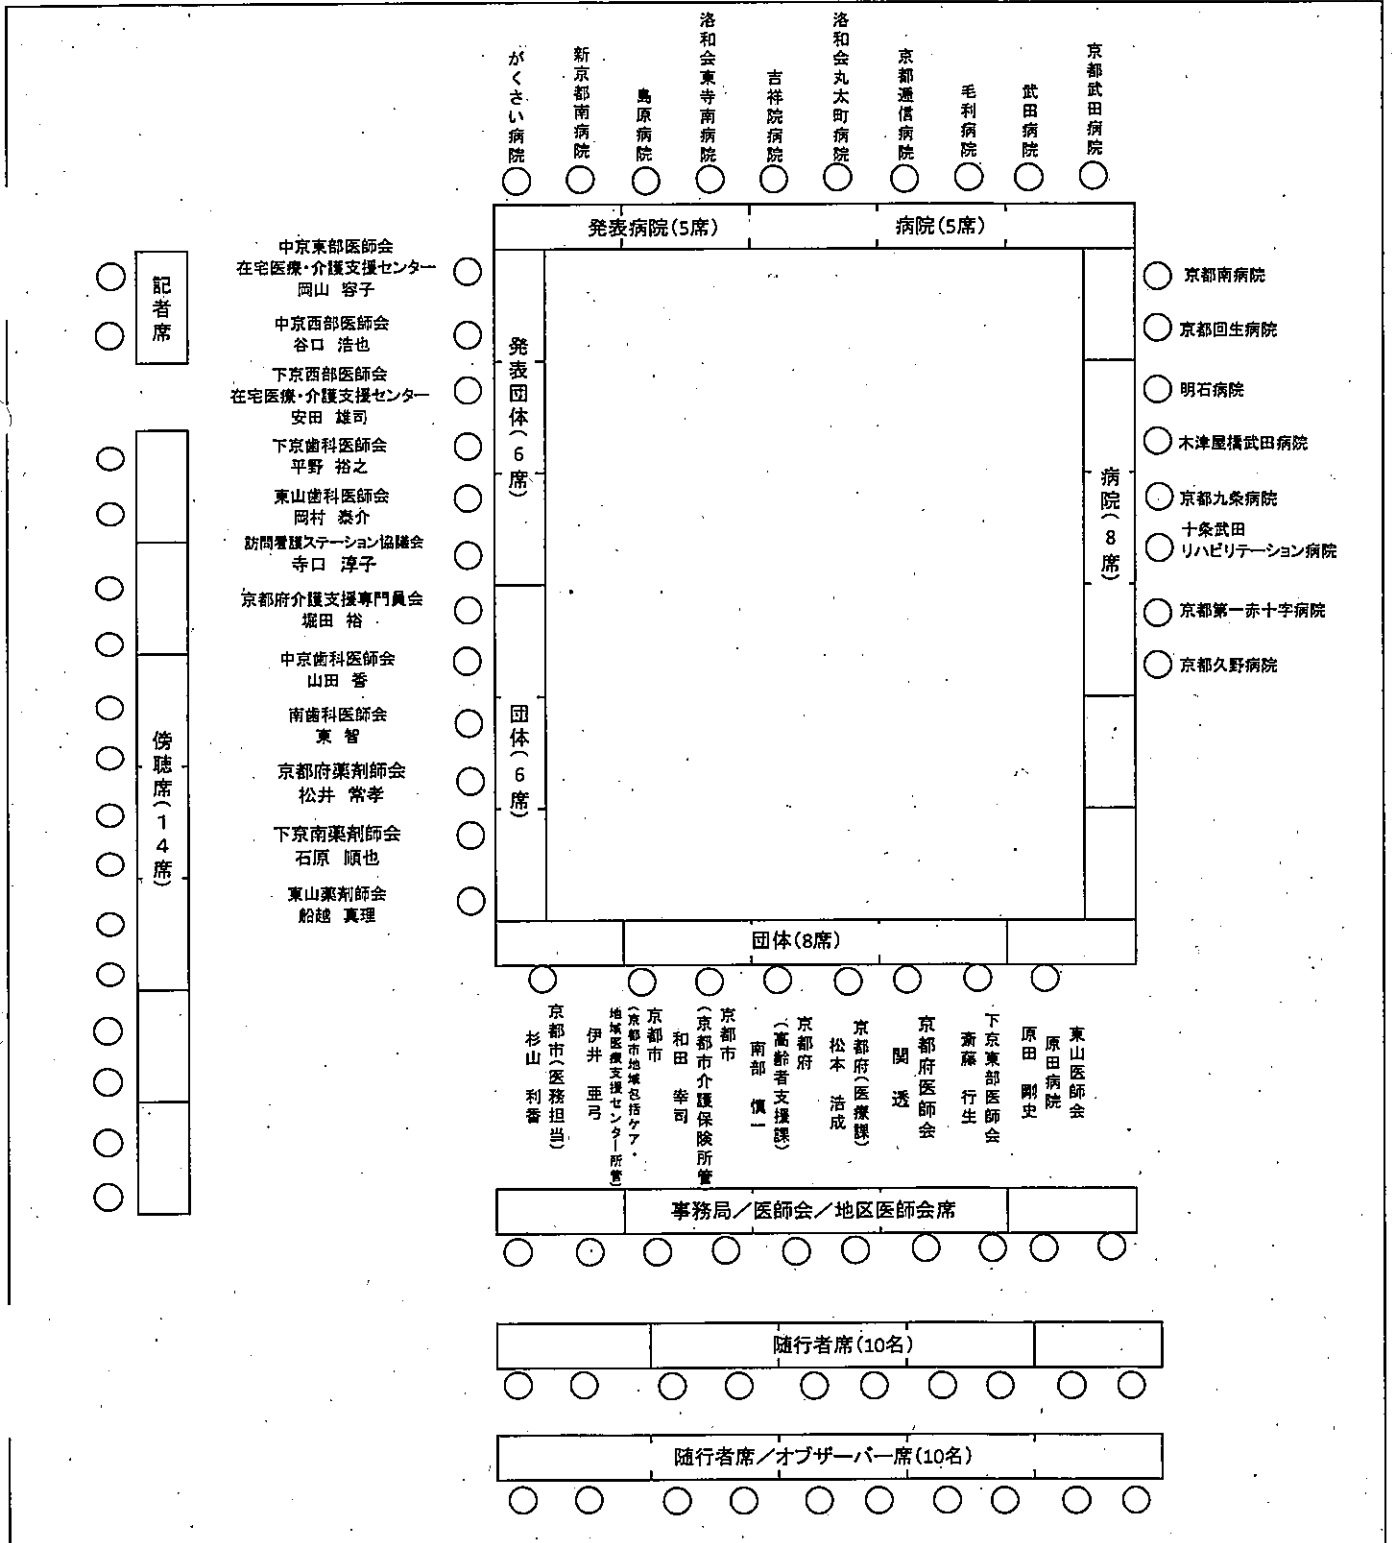 がくさい病院
新京都南病院
島原病院
洛和会東寺南病院
吉祥院病院
洛和会丸太町病院
京都逓信病院
毛利病院
武田病院
京都武田病院
発表病院(5席)
病院(5席)
記者席
中京東部医師会
在宅医療・介護支援センター
岡山 容子
中京西部医師会
谷口 浩也
下京西部医師会
在宅医療・介護支援センター
安田 雄司
下京歯科医師会
平野 裕之
東山歯科医師会
岡村 泰介
訪問看護ステーション協議会
寺口 淳子
京都府介護支援専門員会
堀田 裕
中京歯科医師会
山田 香
南歯科医師会
東 智
京都府薬剤師会
松井 常孝
下京南薬剤師会
石原 順也
東山薬剤師会
船越 真理
発表団体(6席)
団体(6席)
京都南病院
京都回生病院
明石病院
木津屋橋武田病院
京都九条病院
十条武田
リハビリテーション病院
京都第一赤十字病院
京都久野病院
病院(8席)
傍聴席(14席)
団体(8席)
京都市(医務担当)
杉山 利香
京都市
(京都市地域包括ケア・
地域医療支援センター所管)
伊井 亜弓
京都市
(京都市介護保険所管)
和田 幸司
京都府
(高齢者支援課)
南部 慎一
京都府(医療課)
松本 浩成
京都府医師会
関 透
下京東部医師会
斎藤 行生
東山医師会
原田病院
原田 剛史
事務局／医師会／地区医師会席
随行者席(10名)
随行者席／オブザーバー席(10名)